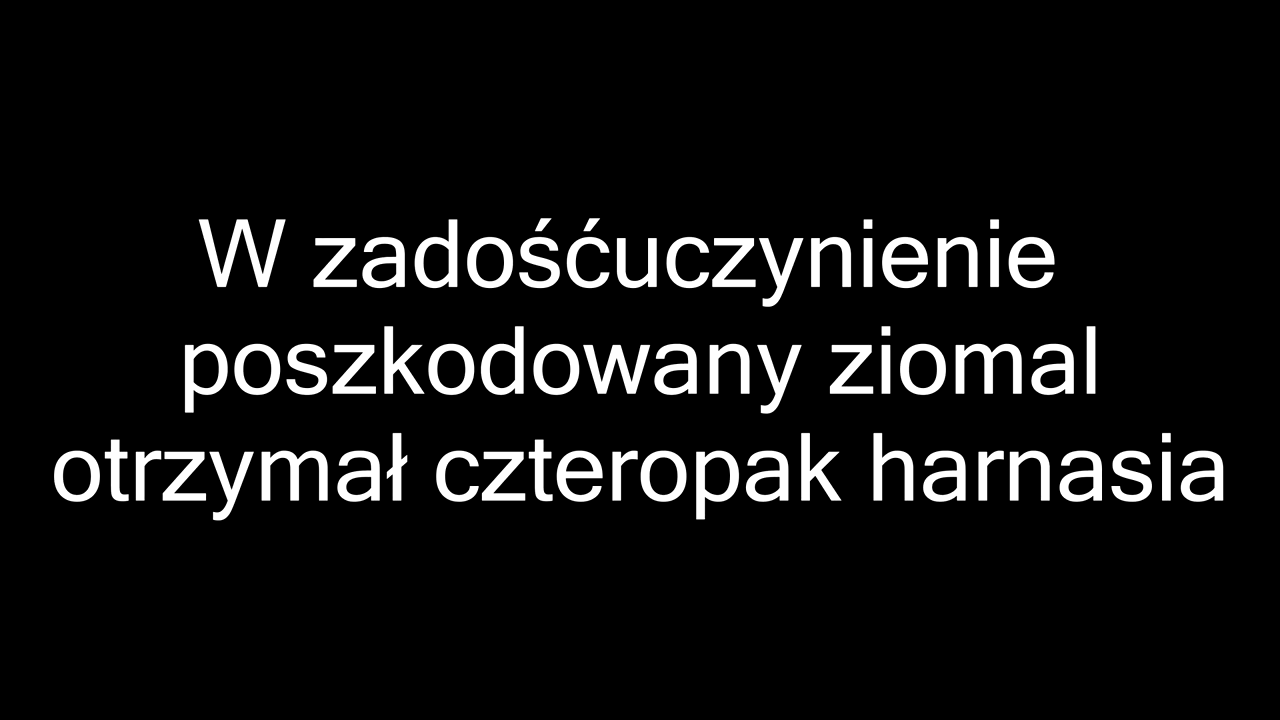 W zadośćuczynienie
poszkodowany ziomal
otrzymał czteropak harnasia